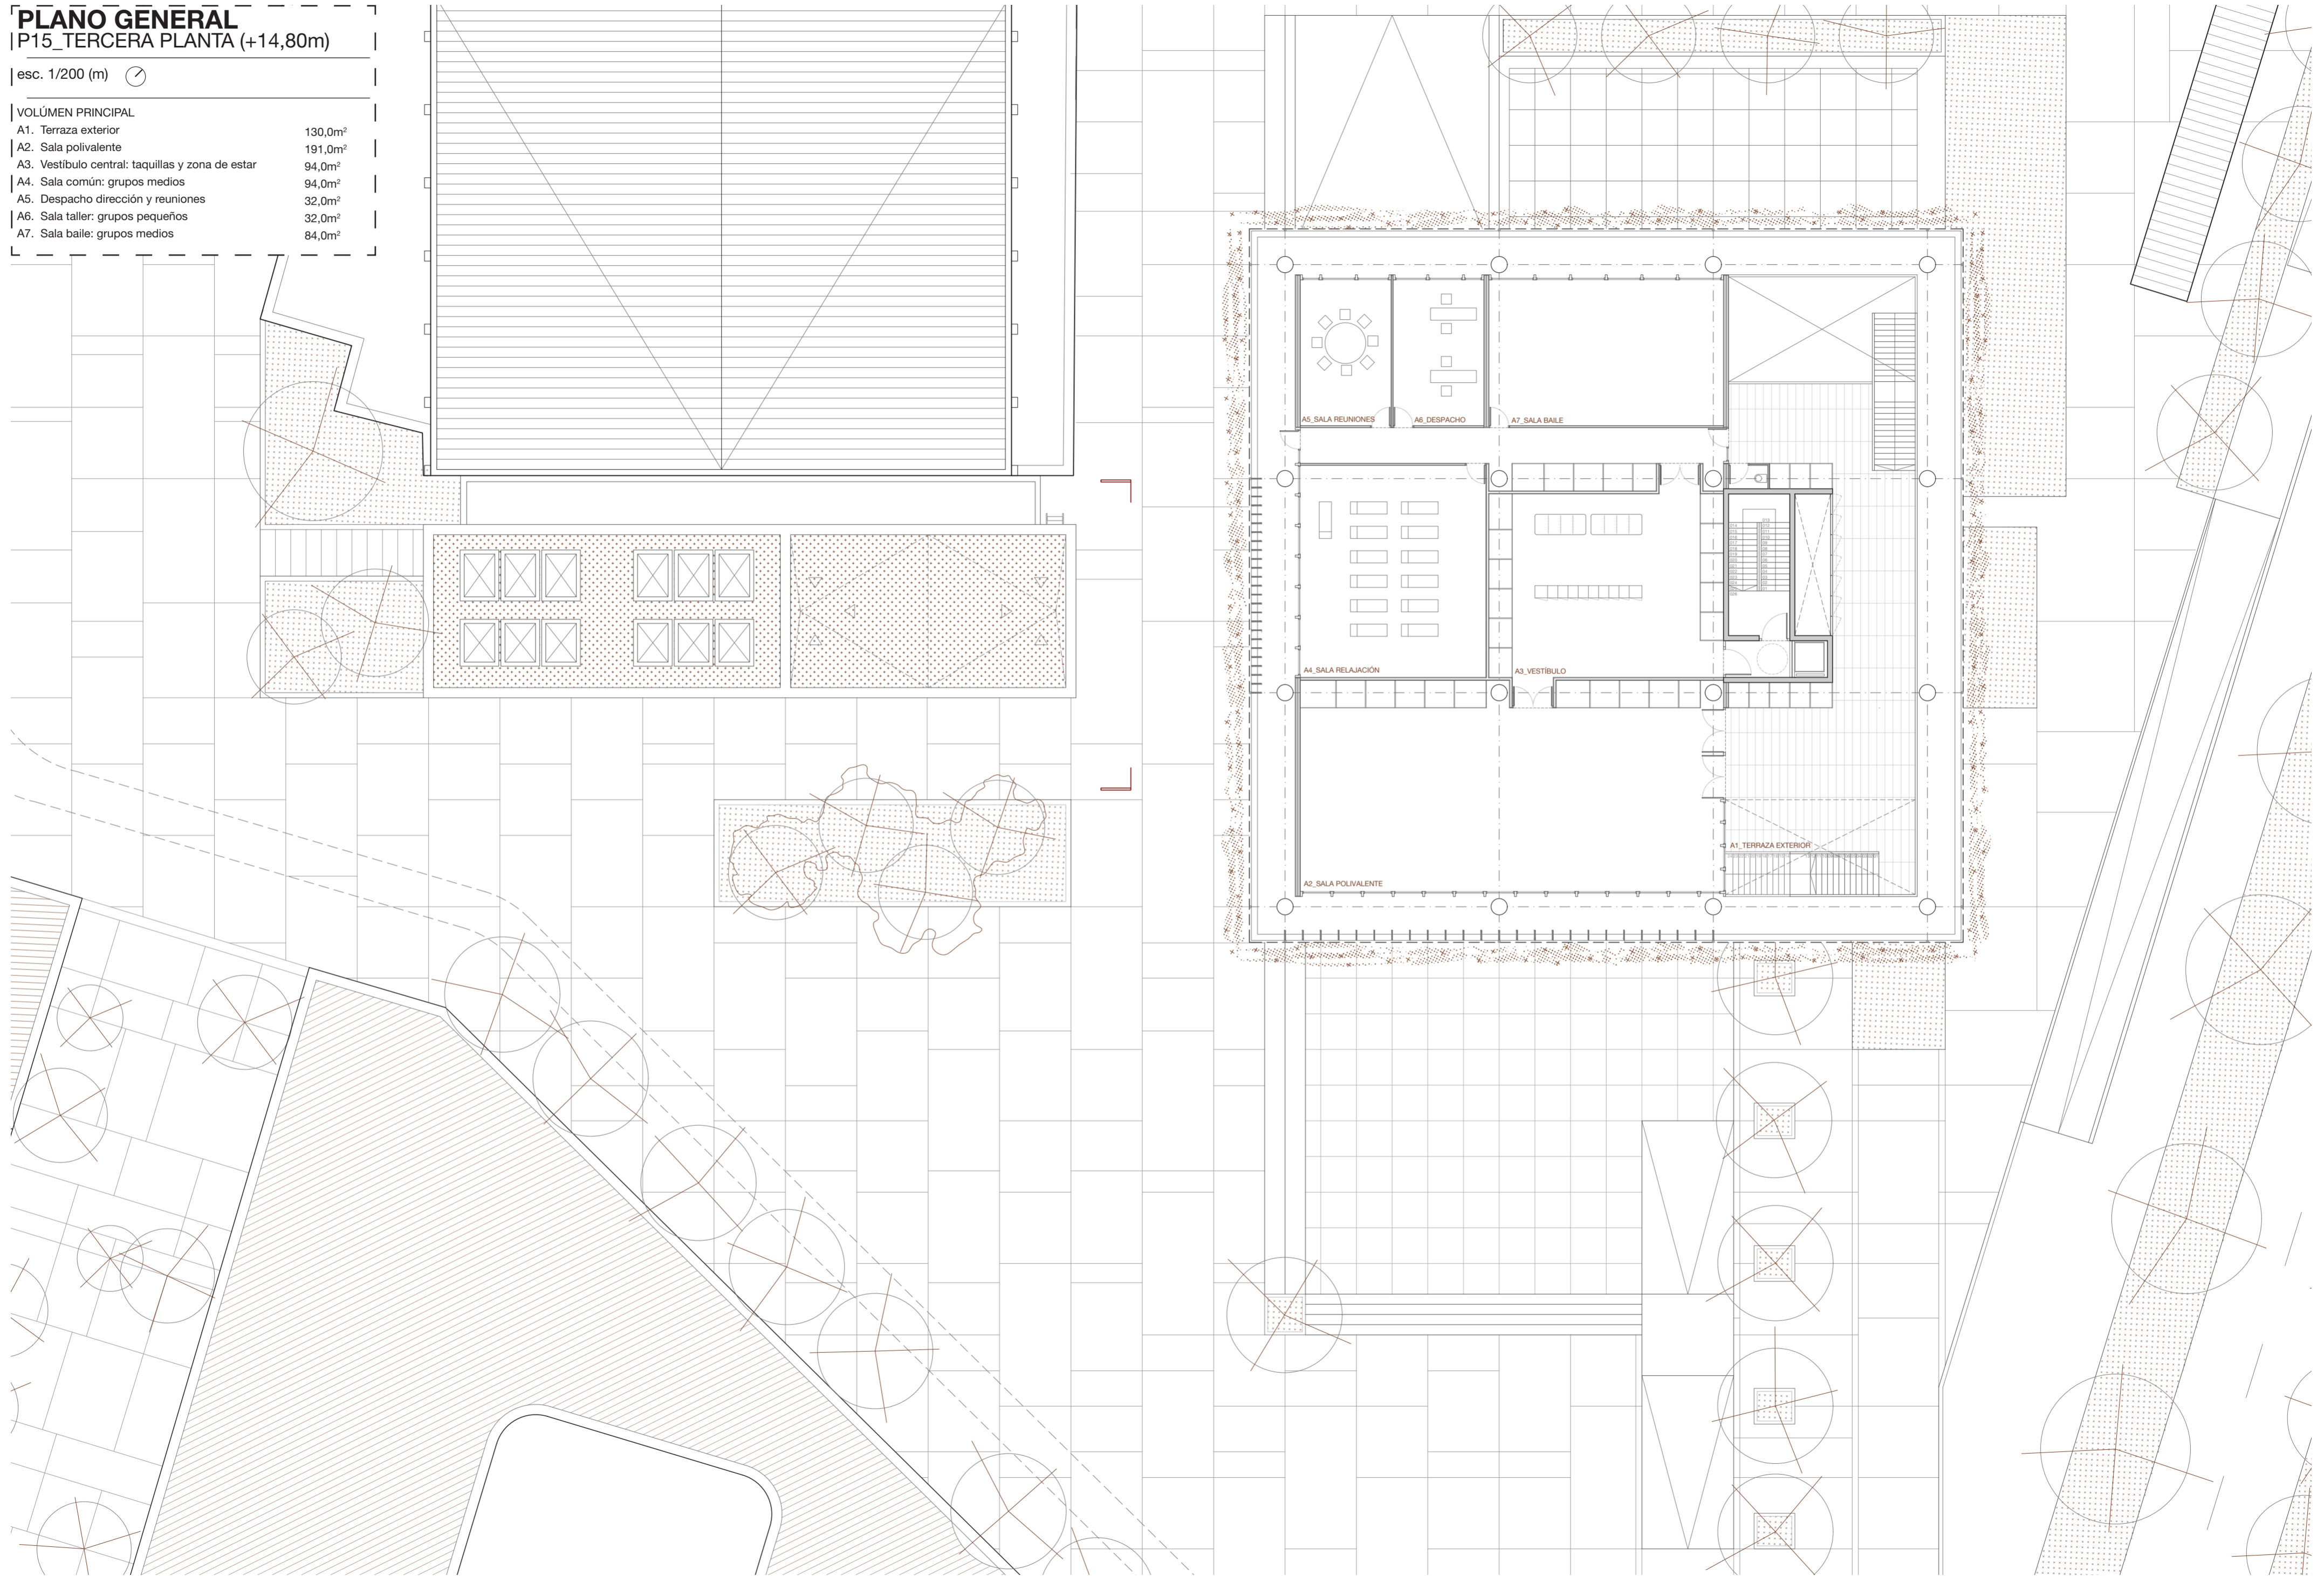 PLANO GENERAL
P15_TERCERA PLANTA (+14,80m)
esc. 1/200 (m)
VOLÚMEN PRINCIPAL
A1. Terraza exterior 130,0m²
A2. Sala polivalente 191,0m²
A3. Vestíbulo central: taquillas y zona de estar 94,0m²
A4. Sala común: grupos medios 94,0m²
A5. Despacho dirección y reuniones 32,0m²
A6. Sala taller: grupos pequeños 32,0m²
A7. Sala baile: grupos medios 84,0m²
A5_SALA REUNIONES
A6_DESPACHO
A7_SALA BAILE
A4_SALA RELAJACIÓN
A3_VESTÍBULO
A1_TERRAZA EXTERIOR
A2_SALA POLIVALENTE